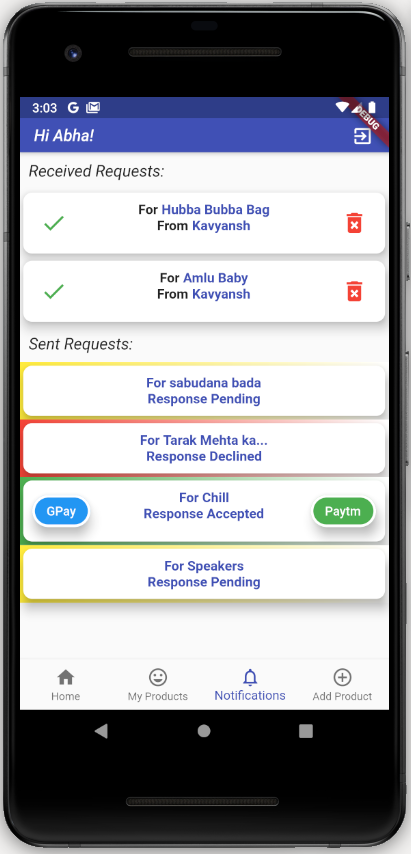 3:03 G M
DEBUG
Hi Abha!
Received Requests:
For Hubba Bubba Bag
From Kavyansh
For Amlu Baby
From Kavyansh
Sent Requests:
For sabudana bada
Response Pending
For Tarak Mehta ka...
Response Declined
For Chill
Response Accepted
GPay
Paytm
For Speakers
Response Pending
Home
My Products
Notifications
Add Product